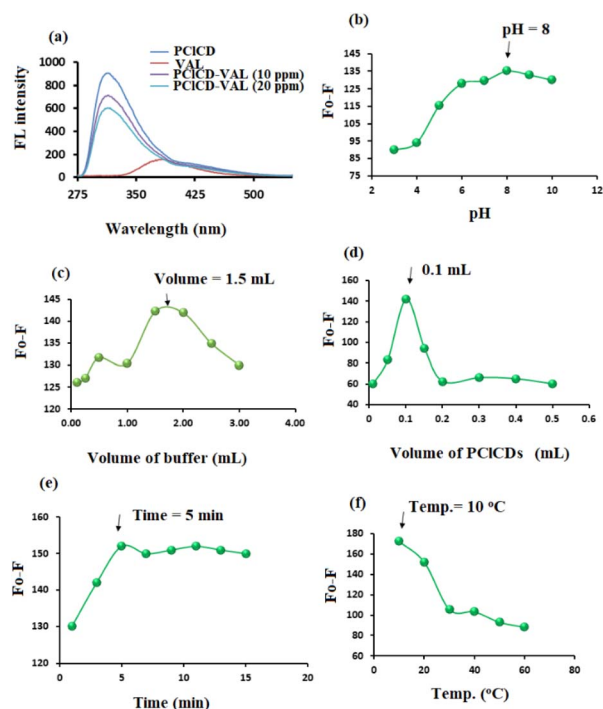 (a)
PClCD
VAL
PClCD-VAL (10 ppm)
PClCD-VAL (20 ppm)
FL intensity
1000
800
600
400
200
0
275 350 425 500
Wavelength (nm)
(b)
pH = 8
Fo-F
145
135
125
115
105
95
85
75
2 4 6 8 10 12
pH
(c)
Volume = 1.5 mL
Fo-F
145
140
135
130
125
120
0.00 1.00 2.00 3.00 4.00
Volume of buffer (mL)
(d)
0.1 mL
Fo-F
160
140
120
100
80
60
40
0 0.1 0.2 0.3 0.4 0.5 0.6
Volume of PClCDs (mL)
(e)
Time = 5 min
Fo-F
160
150
140
130
120
0 5 10 15 20
Time (min)
(f)
Temp.= 10 °C
Fo-F
180
160
140
120
100
80
60
0 20 40 60 80
Temp. (°C)